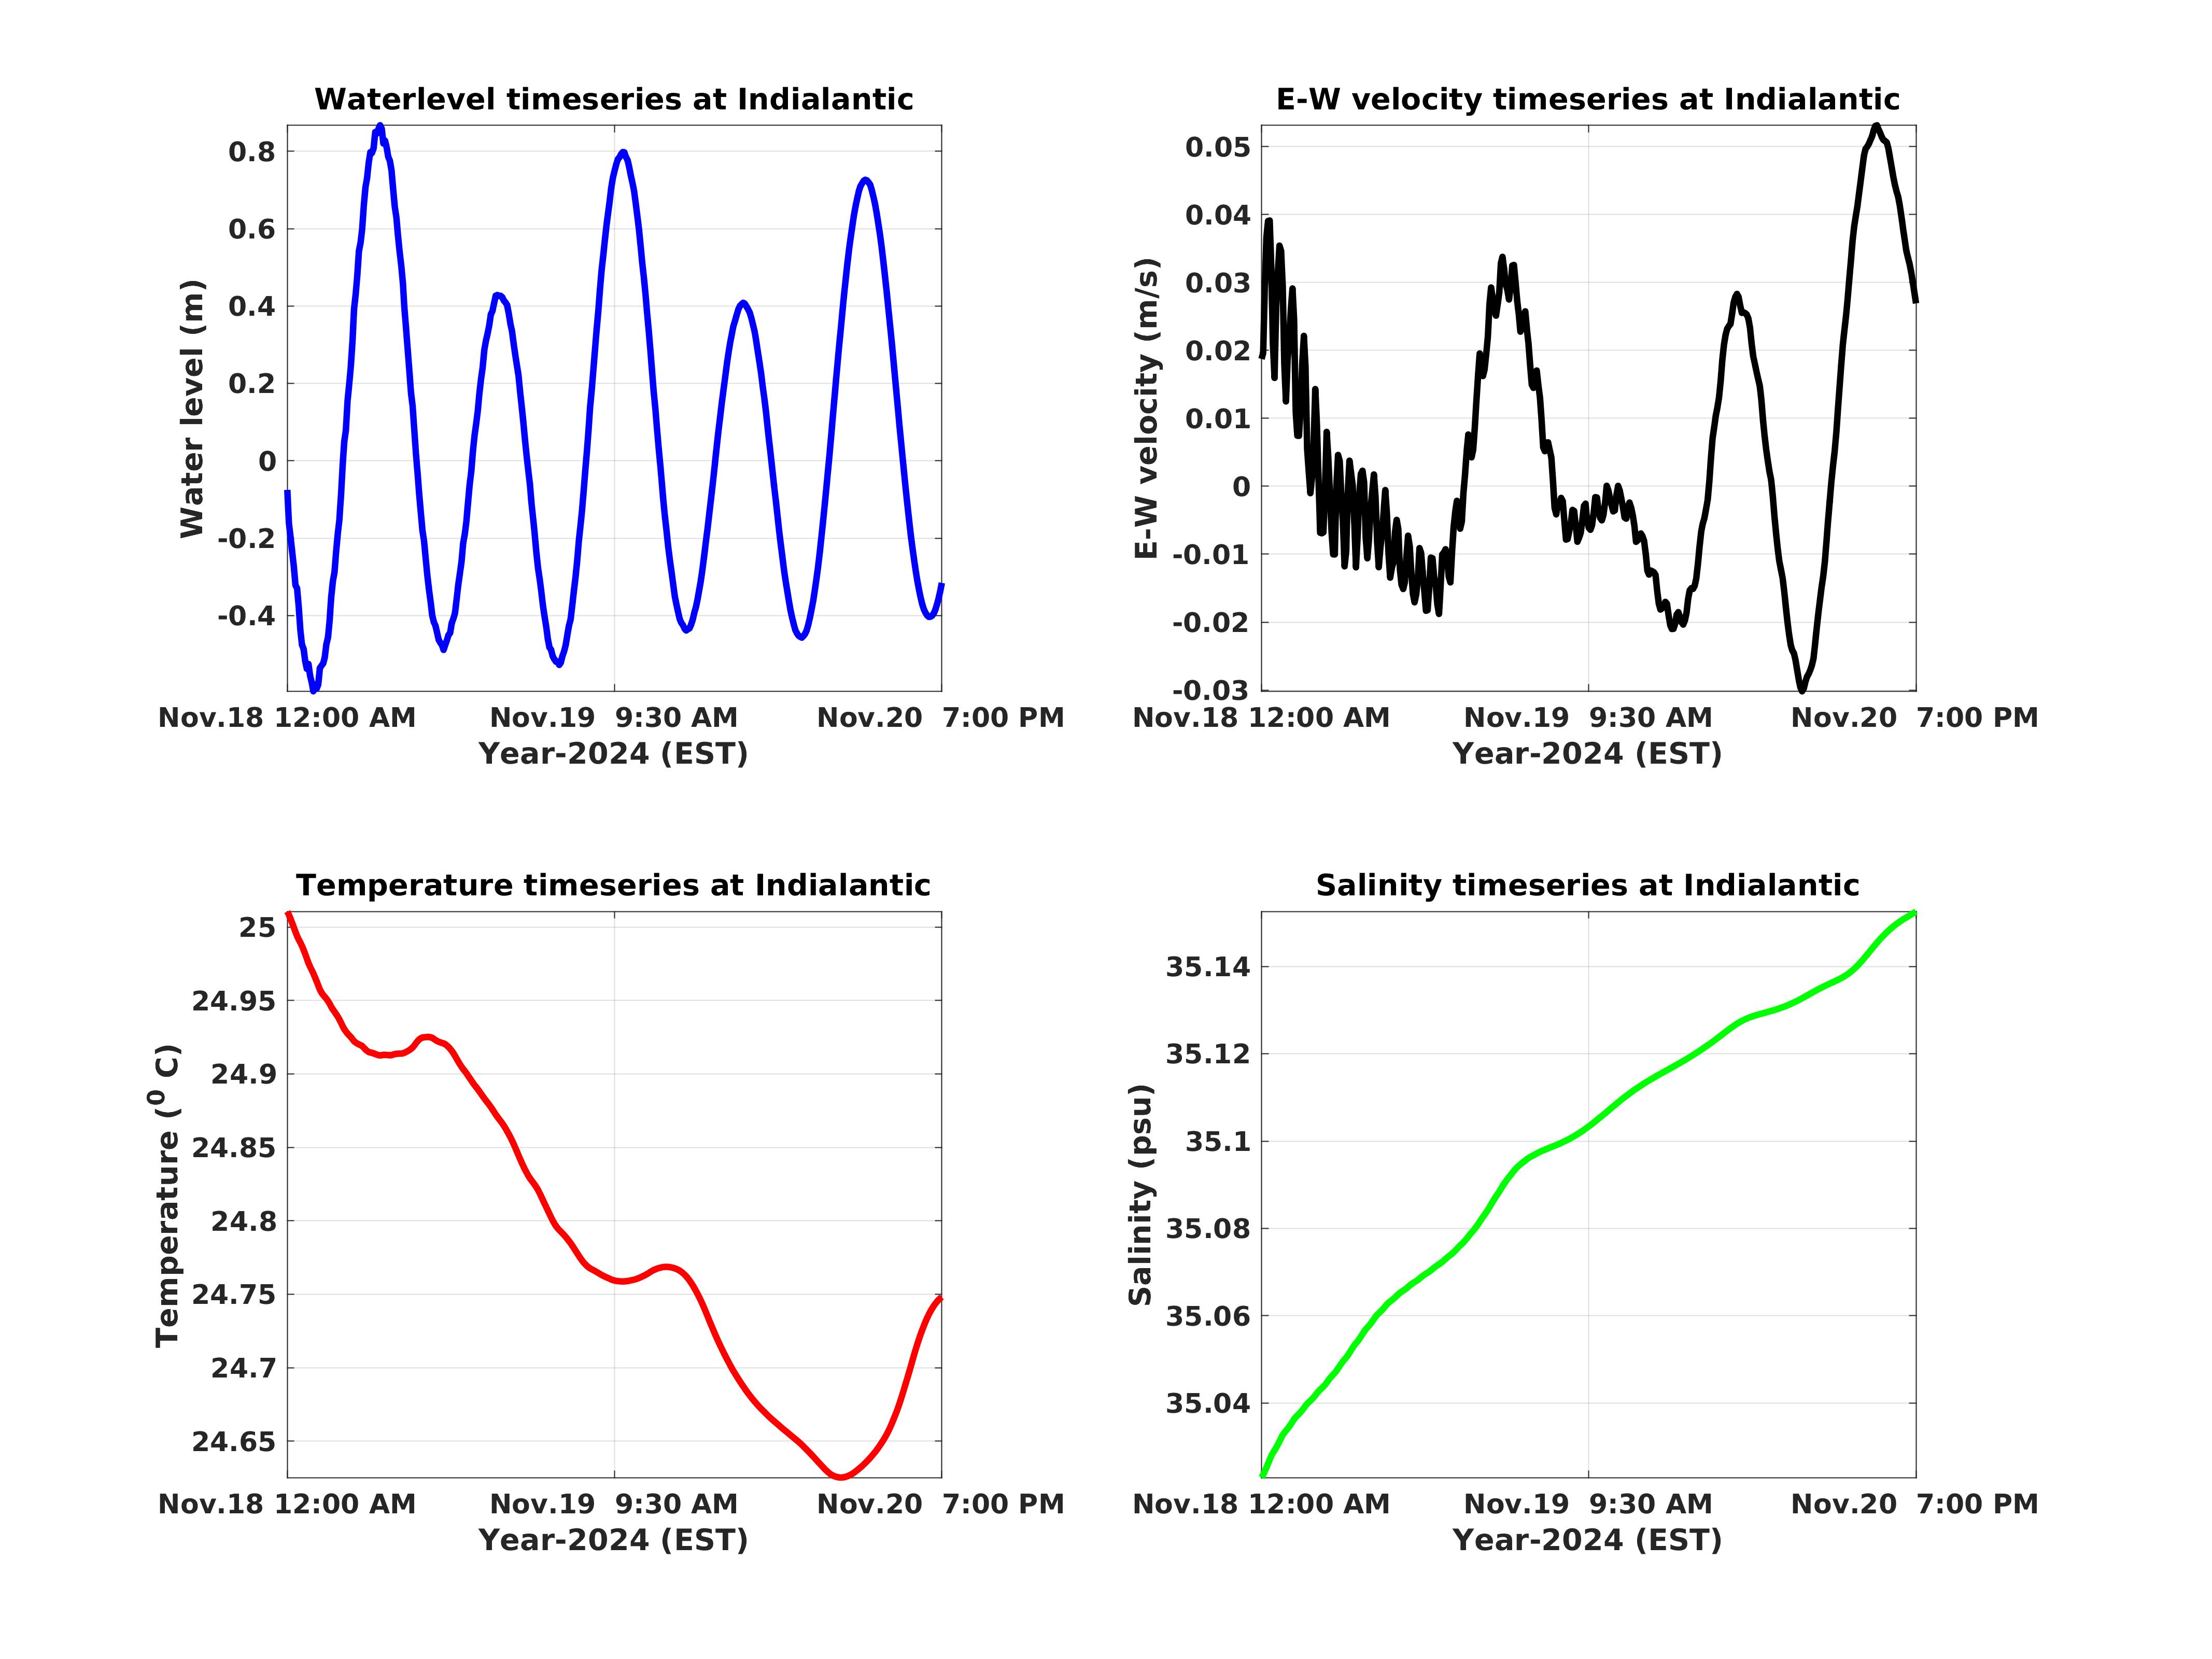 Waterlevel timeseries at Indialantic
Water level (m)
0.8
0.6
0.4
0.2
0
-0.2
-0.4
Nov.18 12:00 AM
Nov.19 9:30 AM
Nov.20 7:00 PM
Year-2024 (EST)
E-W velocity timeseries at Indialantic
E-W velocity (m/s)
0.05
0.04
0.03
0.02
0.01
0
-0.01
-0.02
-0.03
Nov.18 12:00 AM
Nov.19 9:30 AM
Nov.20 7:00 PM
Year-2024 (EST)
Temperature timeseries at Indialantic
Temperature (⁰ C)
25
24.95
24.9
24.85
24.8
24.75
24.7
24.65
Nov.18 12:00 AM
Nov.19 9:30 AM
Nov.20 7:00 PM
Year-2024 (EST)
Salinity timeseries at Indialantic
Salinity (psu)
35.14
35.12
35.1
35.08
35.06
35.04
Nov.18 12:00 AM
Nov.19 9:30 AM
Nov.20 7:00 PM
Year-2024 (EST)